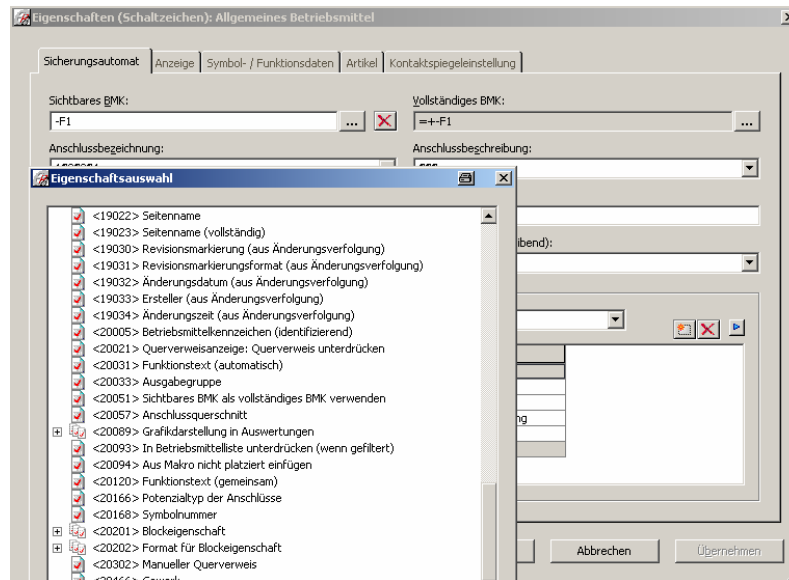 Eigenschaften (Schaltzeichen): Allgemeines Betriebsmittel
Sicherungsautomat Anzeige Symbol- / Funktionsdaten Artikel Kontaktspiegeleinstellung
Sichtbares BMK: Vollständiges BMK:
-F1 ... =+-F1 ...
Anschlussbezeichnung: Anschlussbeschreibung:
Eigenschaftsauswahl
<19022> Seitenname
<19023> Seitenname (vollständig)
<19030> Revisionsmarkierung (aus Änderungsverfolgung)
ibend):
<19031> Revisionsmarkierungsformat (aus Änderungsverfolgung)
<19032> Änderungsdatum (aus Änderungsverfolgung)
<19033> Ersteller (aus Änderungsverfolgung)
<19034> Änderungszeit (aus Änderungsverfolgung)
<20005> Betriebsmittelkennzeichen (identifizierend)
<20021> Querverweisanzeige: Querverweis unterdrücken
<20031> Funktionstext (automatisch)
<20033> Ausgabegruppe
<20051> Sichtbares BMK als vollständiges BMK verwenden
<20057> Anschlussquerschnitt
ng
<20089> Grafikdarstellung in Auswertungen
<20093> In Betriebsmittelliste unterdrücken (wenn gefiltert)
<20094> Aus Makro nicht platziert einfügen
<20120> Funktionstext (gemeinsam)
<20166> Potenzialtyp der Anschlüsse
<20168> Symbolnummer
<20201> Blockeigenschaft
<20202> Format für Blockeigenschaft
<20302> Manueller Querverweis
Abbrechen Übernehmen